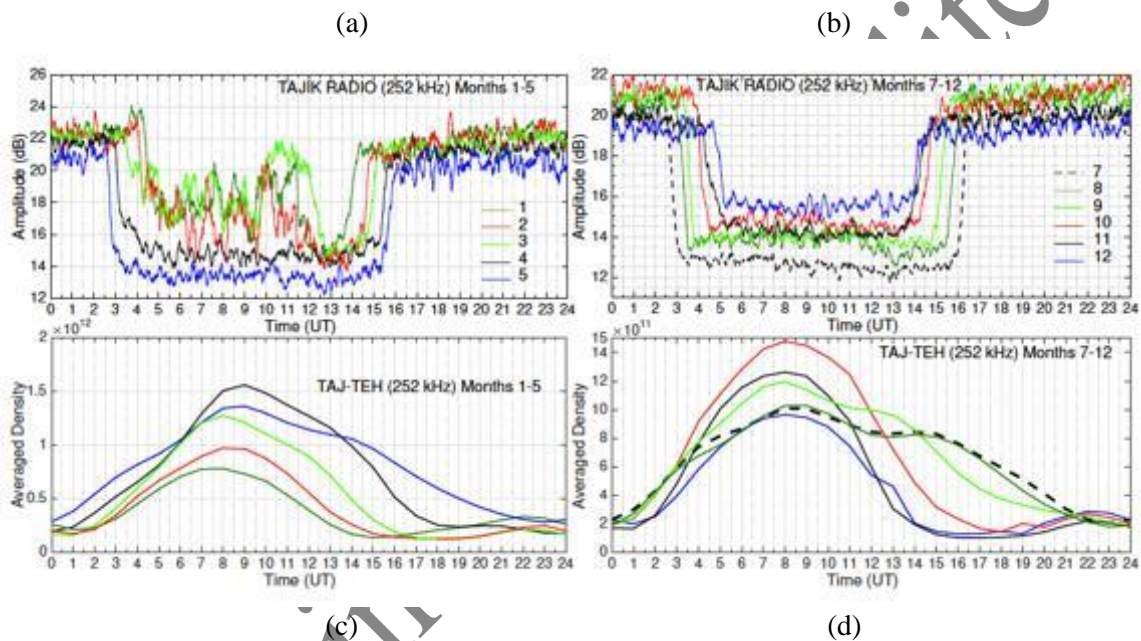 (a) (b)
TAJIK RADIO (252 kHz) Months 1-5
26
24
22
20
18
16
14
12
Amplitude (dB)
1
2
3
4
5
0 1 2 3 4 5 6 7 8 9 10 11 12 13 14 15 16 17 18 19 20 21 22 23 24
Time (UT)
TAJIK RADIO (252 kHz) Months 7-12
22
20
18
16
14
12
Amplitude (dB)
7
8
9
10
11
12
0 1 2 3 4 5 6 7 8 9 10 11 12 13 14 15 16 17 18 19 20 21 22 23 24
Time (UT)
×10¹²
TAJ-TEH (252 kHz) Months 1-5
2
1.5
1
0.5
0
Averaged Density
0 1 2 3 4 5 6 7 8 9 10 11 12 13 14 15 16 17 18 19 20 21 22 23 24
Time (UT)
×10¹¹
TAJ-TEH (252 kHz) Months 7-12
15
10
8
6
4
2
0
Averaged Density
0 1 2 3 4 5 6 7 8 9 10 11 12 13 14 15 16 17 18 19 20 21 22 23 24
Time (UT)
(c) (d)